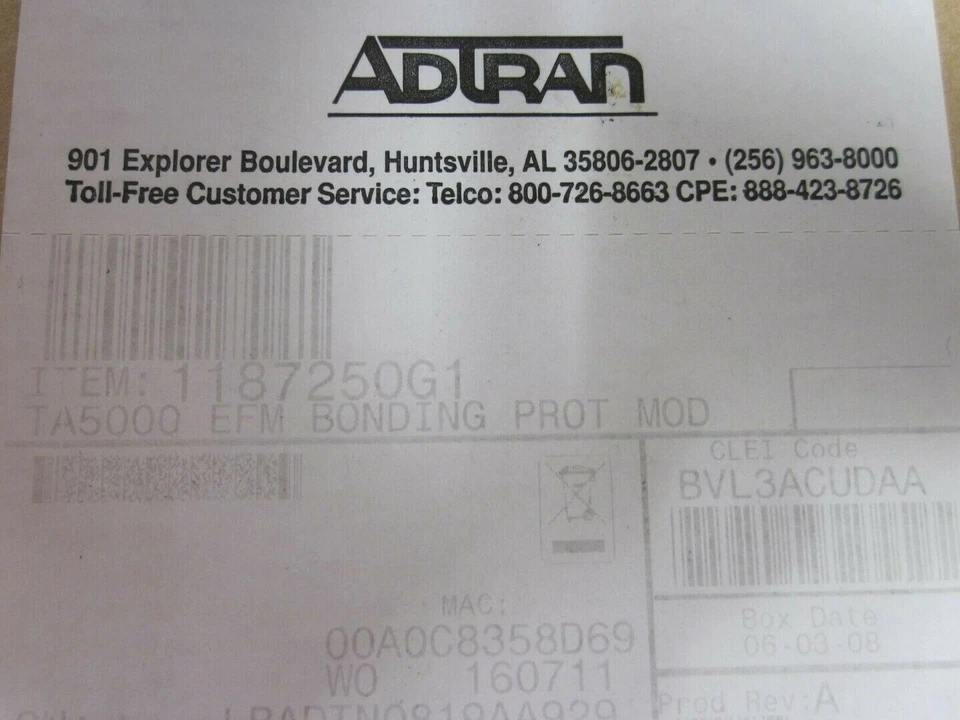 ADTRAN
901 Explorer Boulevard, Huntsville, AL 35806-2807 • (256) 963-8000
Toll-Free Customer Service: Telco: 800-726-8663 CPE: 888-423-8726
ITEM: 1187250G1
TA5000 EFM BONDING PROT MOD
CLEI Code
BVL3ACUDAA
MAC:
00A0C8358D69
WO 160711
Box Date
06-03-08
Prod Rev: A
LBADTN0819AA929